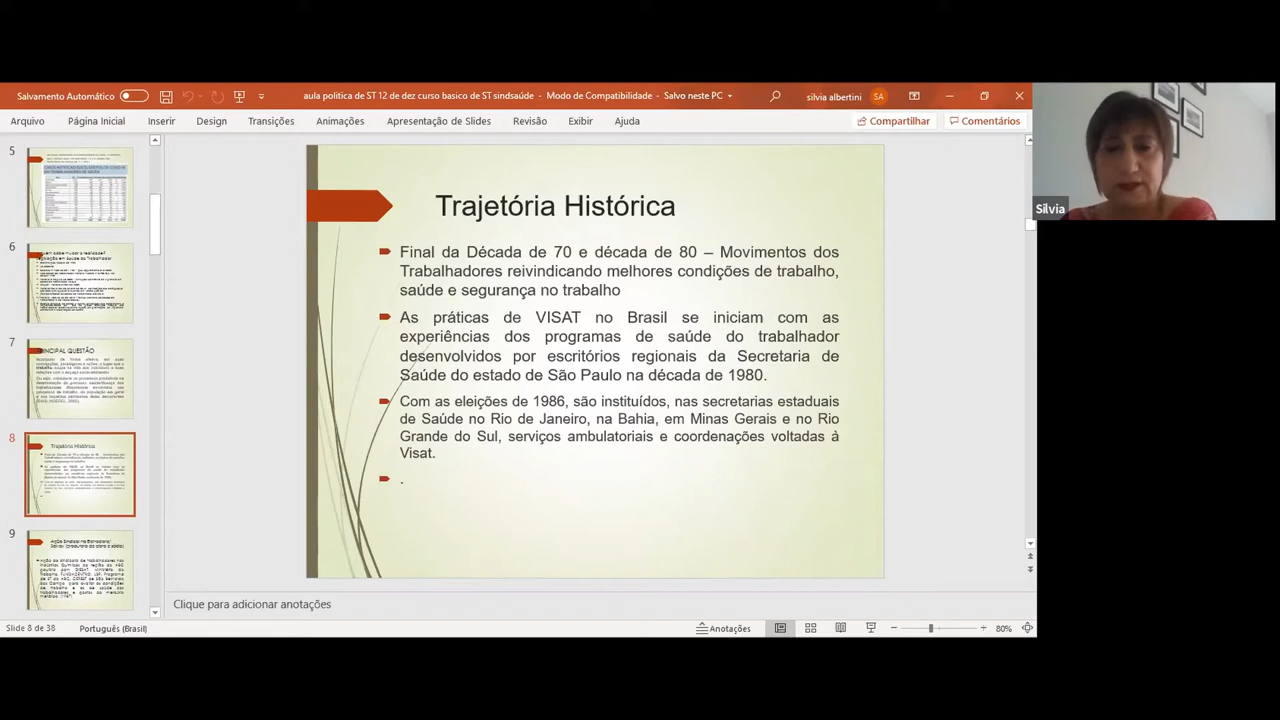 Salvamento Automático
aula politica de ST 12 de dez curso basico de ST sindsaúde - Modo de Compatibilidade - Salvo neste PC
silvia albertini
SA
Arquivo Página Inicial Inserir Design Transições Animações Apresentação de Slides Revisão Exibir Ajuda
Compartilhar
Comentários
5
6
7
PRINCIPAL QUESTÃO
8
Trajetória Histórica
9
Trajetória Histórica
Final da Década de 70 e década de 80 – Movimentos dos
Trabalhadores reivindicando melhores condições de trabalho,
saúde e segurança no trabalho
As práticas de VISAT no Brasil se iniciam com as
experiências dos programas de saúde do trabalhador
desenvolvidos por escritórios regionais da Secretaria de
Saúde do estado de São Paulo na década de 1980.
Com as eleições de 1986, são instituídos, nas secretarias estaduais
de Saúde no Rio de Janeiro, na Bahia, em Minas Gerais e no Rio
Grande do Sul, serviços ambulatoriais e coordenações voltadas à
Visat.
.
Clique para adicionar anotações
Slide 8 de 38
Português (Brasil)
Anotações
80%
Silvia